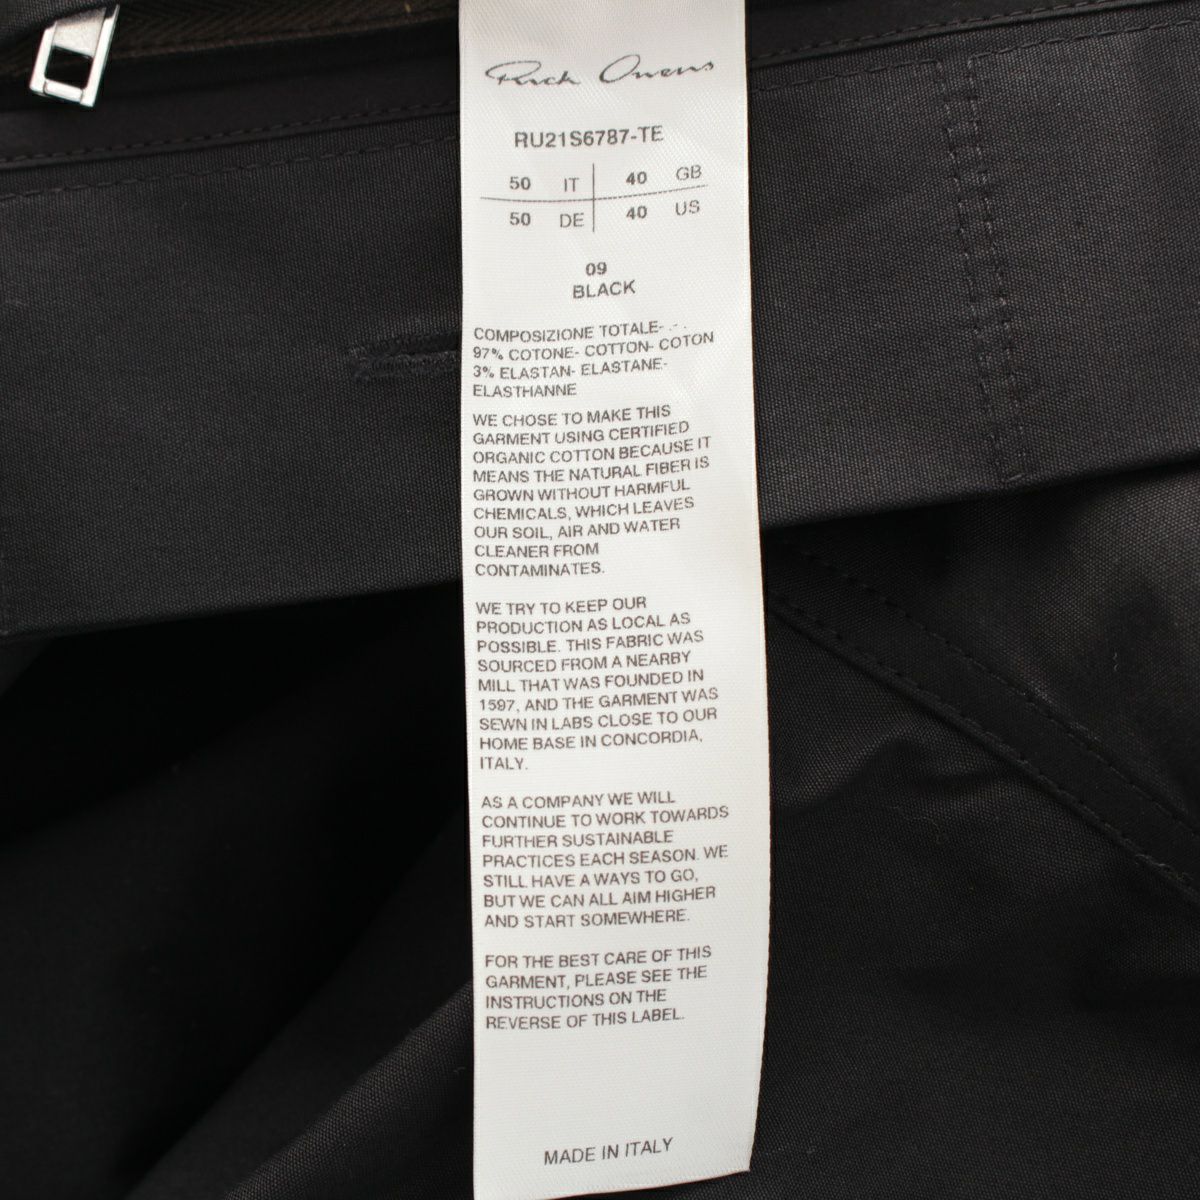 Rick Owens
RU21S6787-TE
50 IT 40 GB
50 DE 40 US
09
BLACK
COMPOSIZIONE TOTALE- - -
97% COTONE- COTTON- COTON
3% ELASTAN- ELASTANE-
ELASTHANNE
WE CHOSE TO MAKE THIS
GARMENT USING CERTIFIED
ORGANIC COTTON BECAUSE IT
MEANS THE NATURAL FIBER IS
GROWN WITHOUT HARMFUL
CHEMICALS, WHICH LEAVES
OUR SOIL, AIR AND WATER
CLEANER FROM
CONTAMINATES.
WE TRY TO KEEP OUR
PRODUCTION AS LOCAL AS
POSSIBLE. THIS FABRIC WAS
SOURCED FROM A NEARBY
MILL THAT WAS FOUNDED IN
1597, AND THE GARMENT WAS
SEWN IN LABS CLOSE TO OUR
HOME BASE IN CONCORDIA,
ITALY.
AS A COMPANY WE WILL
CONTINUE TO WORK TOWARDS
FURTHER SUSTAINABLE
PRACTICES EACH SEASON. WE
STILL HAVE A WAYS TO GO,
BUT WE CAN ALL AIM HIGHER
AND START SOMEWHERE.
FOR THE BEST CARE OF THIS
GARMENT, PLEASE SEE THE
INSTRUCTIONS ON THE
REVERSE OF THIS LABEL.
MADE IN ITALY